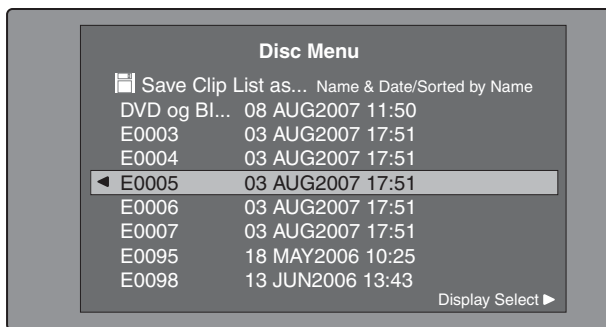 Disc Menu
Save Clip List as... Name & Date/Sorted by Name
DVD og BI... 08 AUG2007 11:50
E0003 03 AUG2007 17:51
E0004 03 AUG2007 17:51
E0005 03 AUG2007 17:51
E0006 03 AUG2007 17:51
E0007 03 AUG2007 17:51
E0095 18 MAY2006 10:25
E0098 13 JUN2006 13:43
Display Select